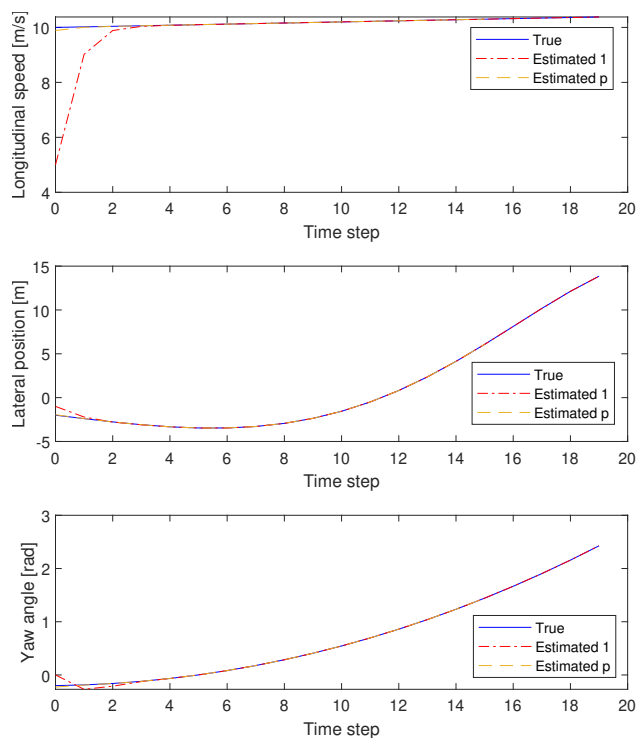 Longitudinal speed [m/s]
10
8
6
4
True
Estimated 1
Estimated p
0 2 4 6 8 10 12 14 16 18 20
Time step
Lateral position [m]
15
10
5
0
-5
True
Estimated 1
Estimated p
0 2 4 6 8 10 12 14 16 18 20
Time step
Yaw angle [rad]
3
2
1
0
True
Estimated 1
Estimated p
0 2 4 6 8 10 12 14 16 18 20
Time step